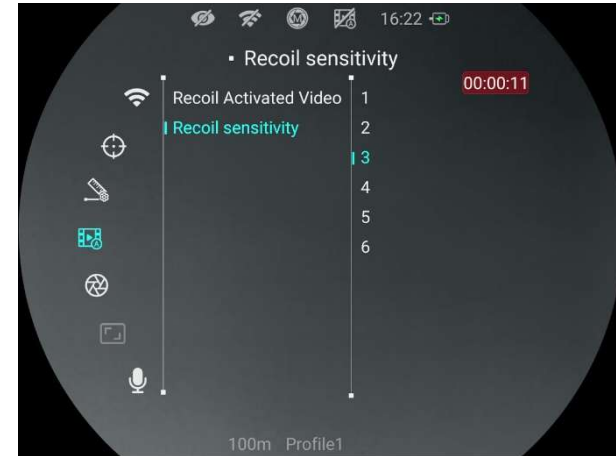 16:22
▪ Recoil sensitivity
00:00:11
Recoil Activated Video
Recoil sensitivity
1
2
3
4
5
6
100m Profile1